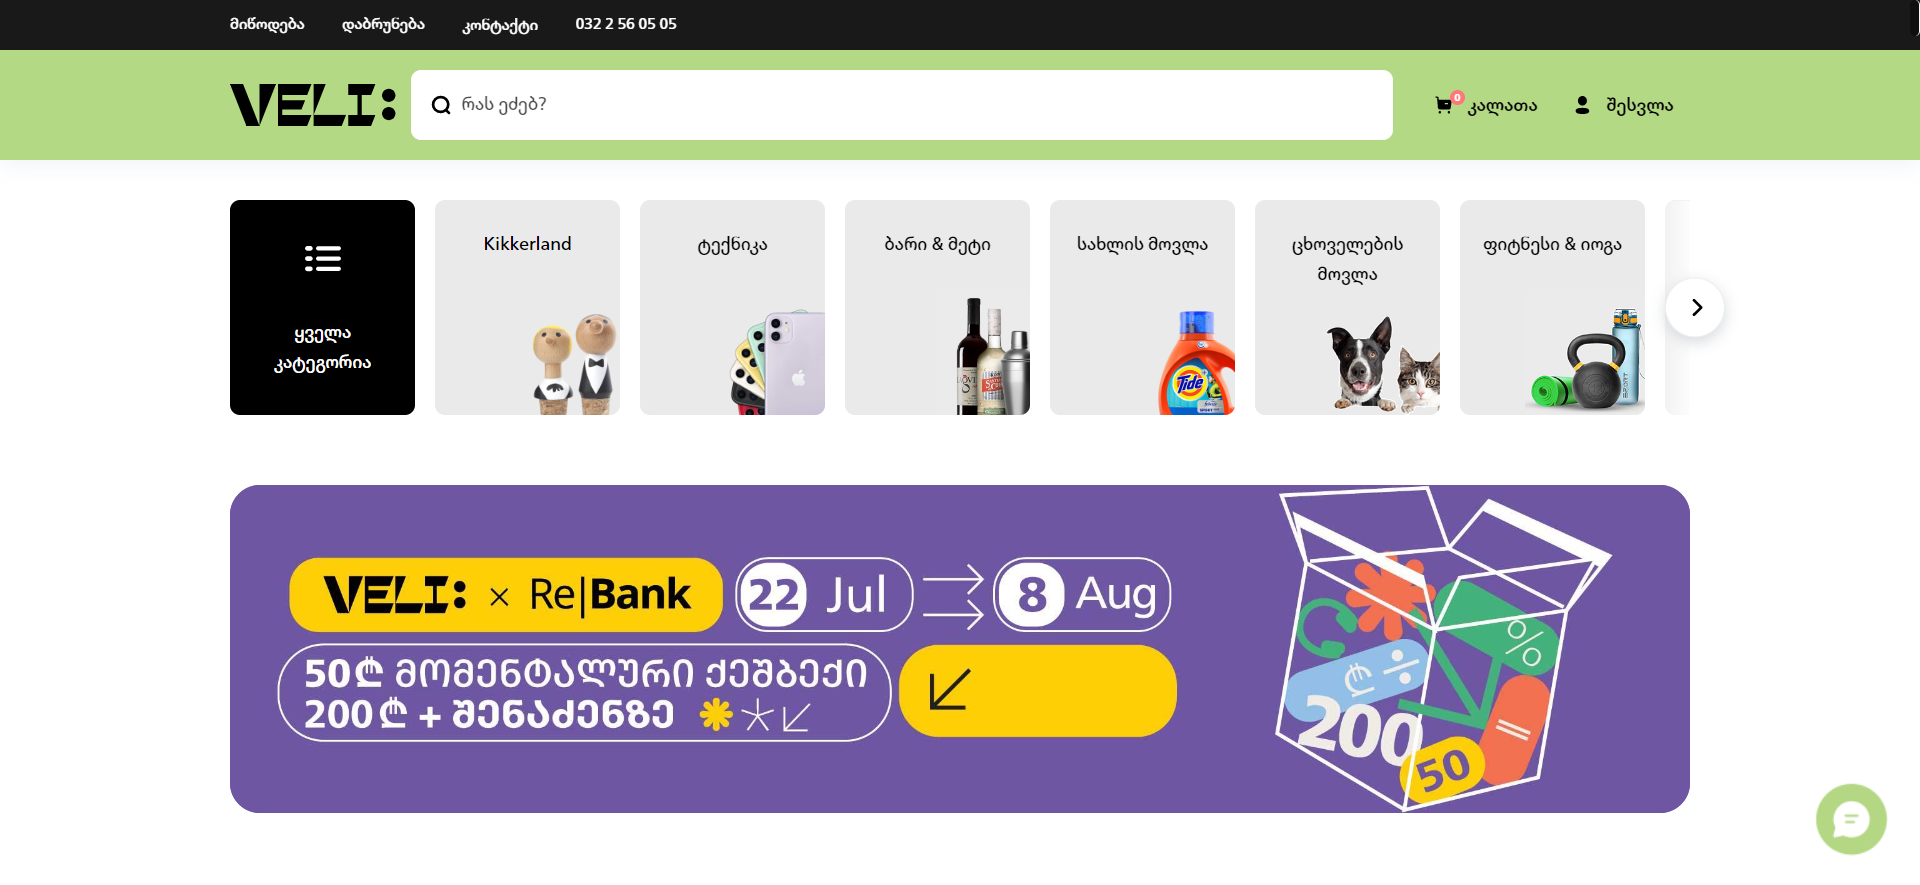 მიწოდება
დაბრუნება
კონტაქტი
032 2 56 05 05
VELI:
რას ეძებ?
0
კალათა
შესვლა
ყველა
კატეგორია
Kikkerland
ტექნიკა
ბარი & მეტი
სახლის მოვლა
Tide
ცხოველების
მოვლა
ფიტნესი & იოგა
VELI: × Re|Bank
22 Jul
8 Aug
50₾ მომენტალური ქეშბექი
200₾ + შენაძენზე
%
₾ ÷
200
=
50